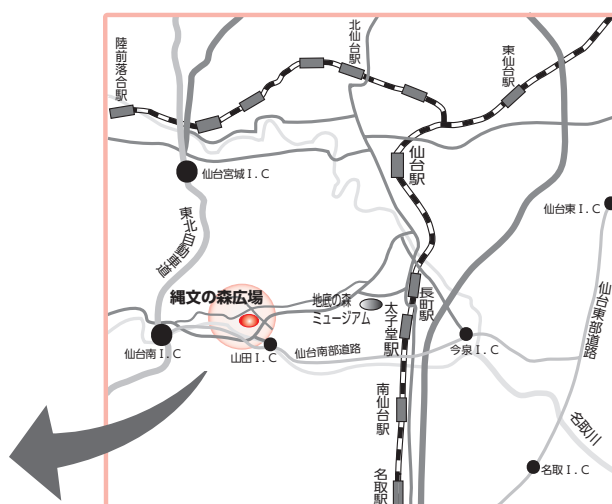 陸前落合駅
北仙台駅
東仙台駅
仙台駅
仙台宮城I.C
仙台東I.C
東北自動車道
縄文の森広場
地底の森
ミュージアム
長町駅
太子堂駅
仙台東部道路
仙台南I.C
山田I.C
仙台南部道路
今泉I.C
南仙台駅
名取川
名取I.C
名取駅